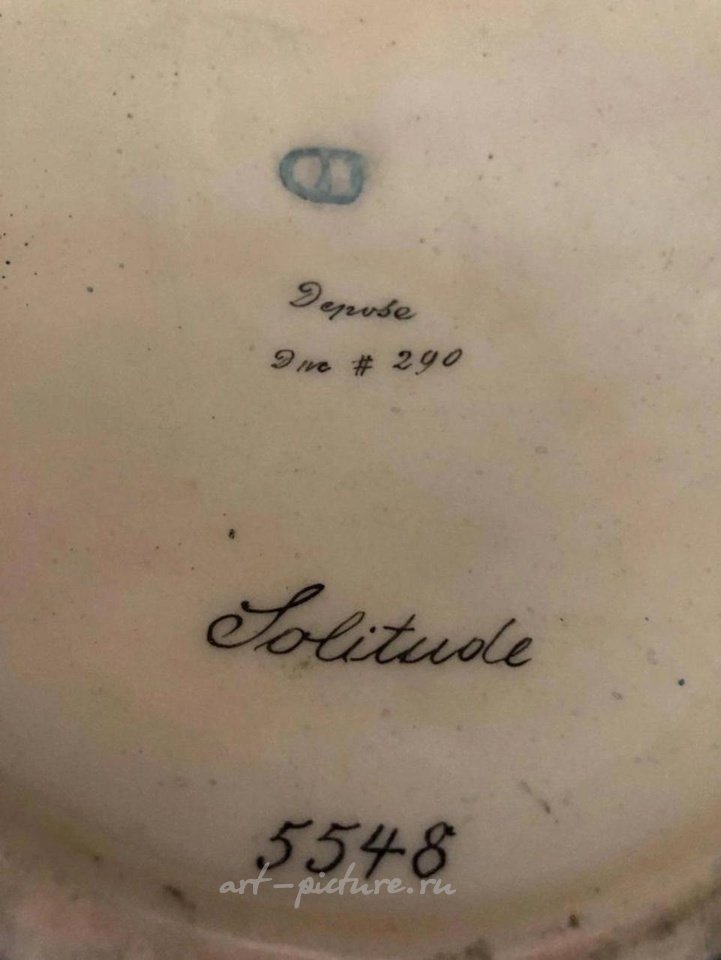 Deposé
Dec # 290
Solitude
5548
art-picture.ru